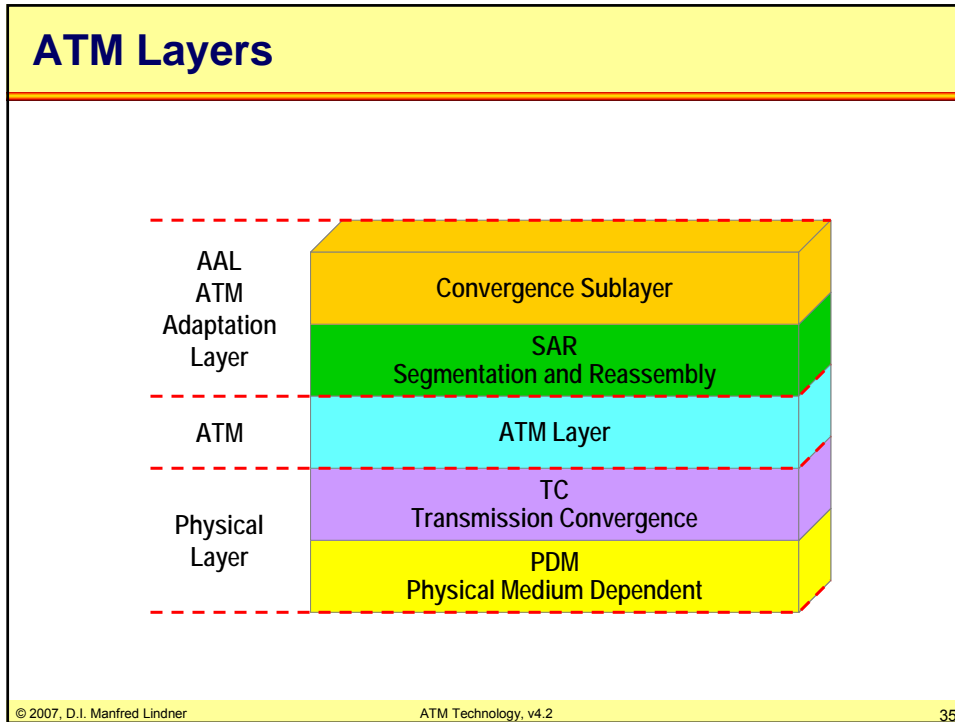 ATM Layers
AAL
ATM
Adaptation
Layer
Convergence Sublayer
SAR
Segmentation and Reassembly
ATM
ATM Layer
Physical
Layer
TC
Transmission Convergence
PDM
Physical Medium Dependent
© 2007, D.I. Manfred Lindner
ATM Technology, v4.2
35